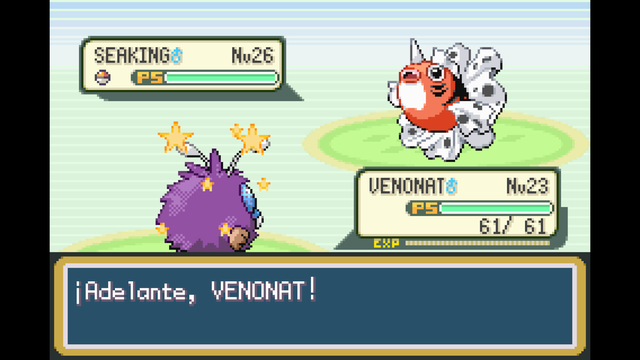 SEAKING♂ Nv26
PS
VENONAT♂ Nv23
PS
61/ 61
EXP
¡Adelante, VENONAT!